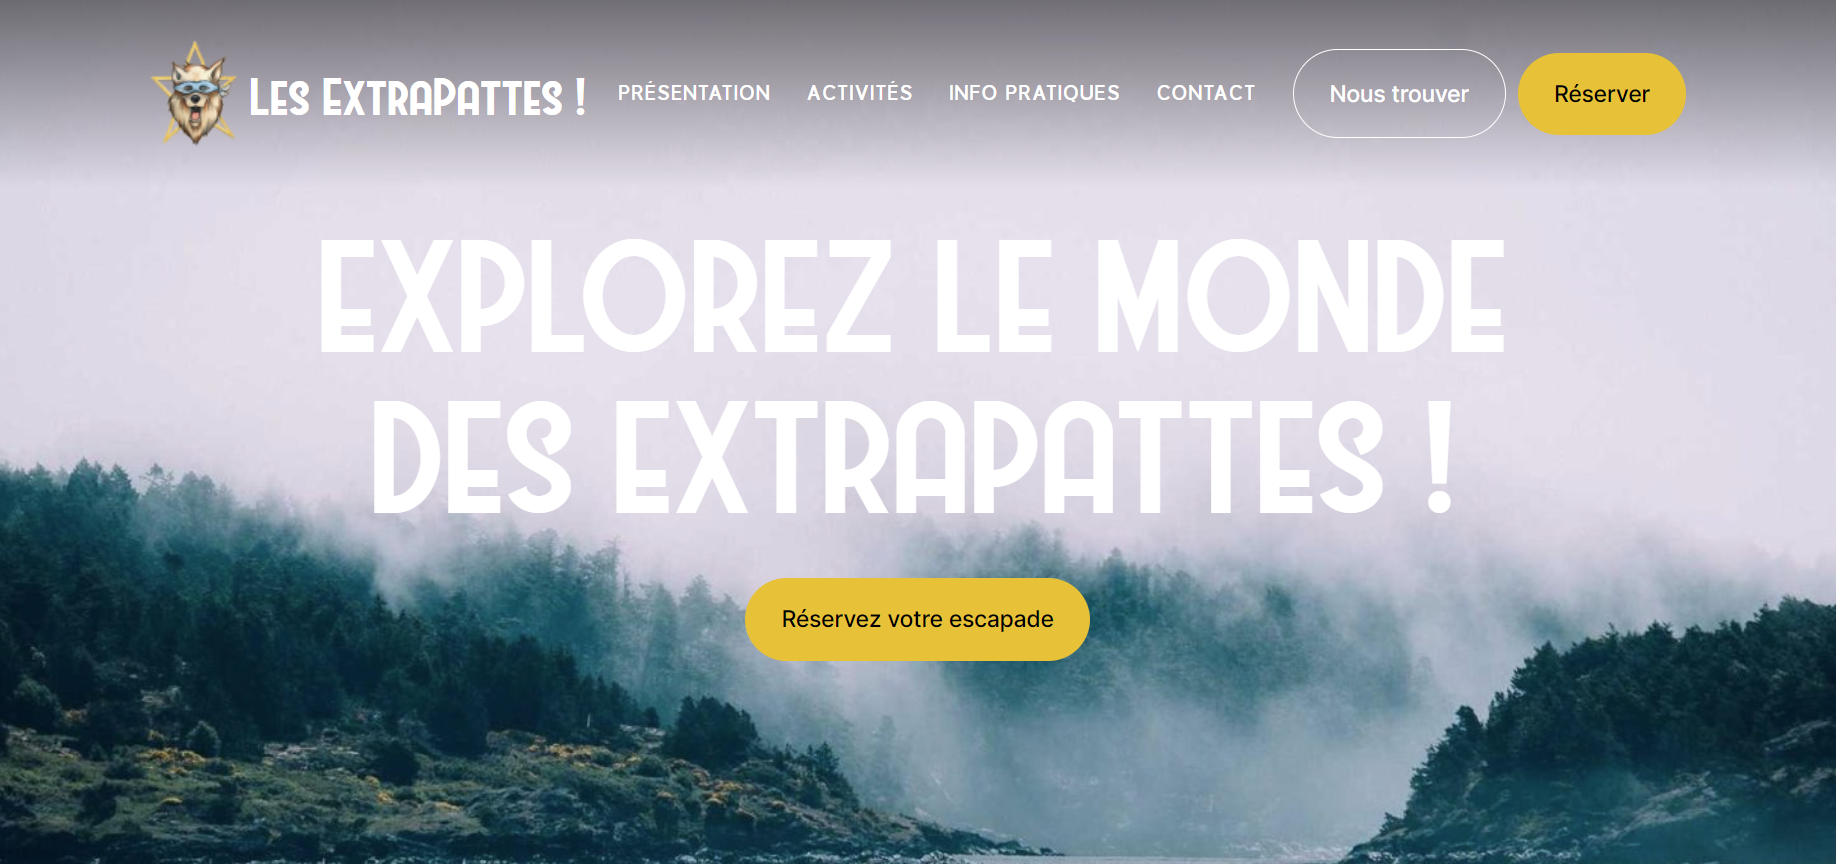 Les ExtraPattes !
PRÉSENTATION
ACTIVITÉS
INFO PRATIQUES
CONTACT
Nous trouver
Réserver
EXPLOREZ LE MONDE
DES EXTRAPATTES !
Réservez votre escapade